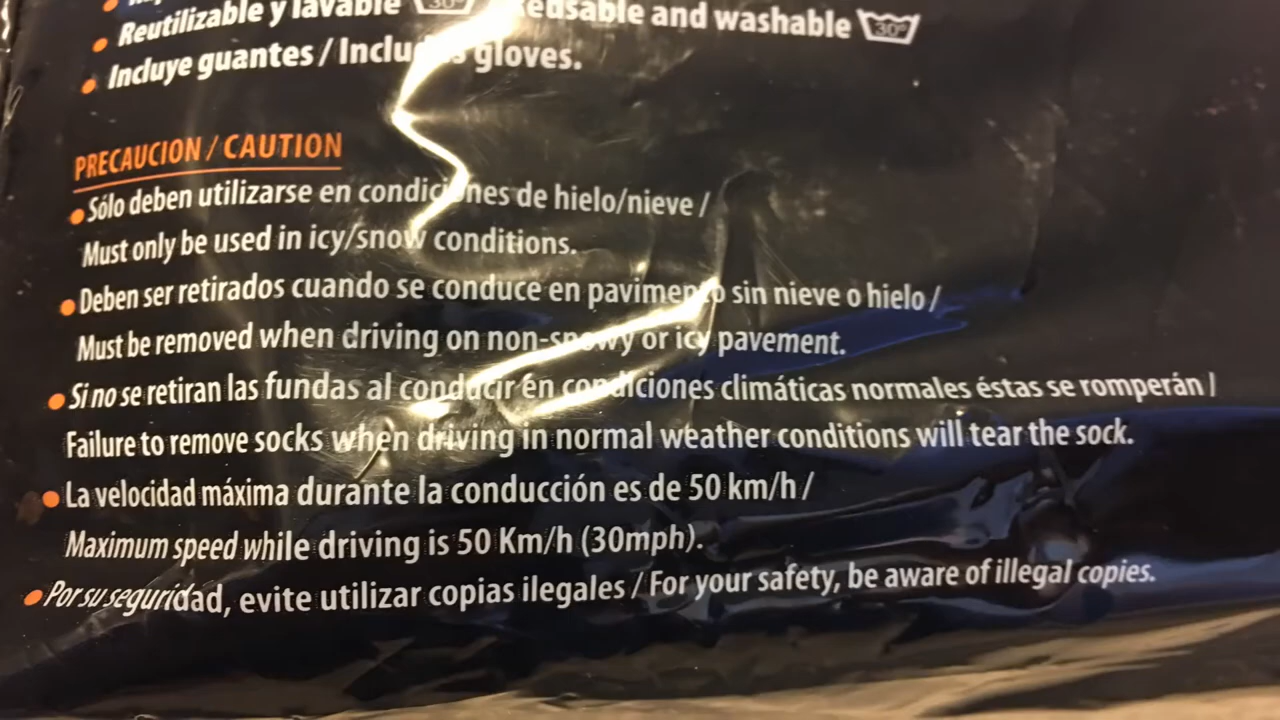 Reutilizable y lavable 30° Reusable and washable 30°
Incluye guantes / Includes gloves.
PRECAUCION / CAUTION
Sólo deben utilizarse en condiciones de hielo/nieve /
Must only be used in icy/snow conditions.
Deben ser retirados cuando se conduce en pavimento sin nieve o hielo /
Must be removed when driving on non-snowy or icy pavement.
Si no se retiran las fundas al conducir en condiciones climáticas normales éstas se romperán /
Failure to remove socks when driving in normal weather conditions will tear the sock.
La velocidad máxima durante la conducción es de 50 km/h /
Maximum speed while driving is 50 Km/h (30mph).
Por su seguridad, evite utilizar copias ilegales / For your safety, be aware of illegal copies.